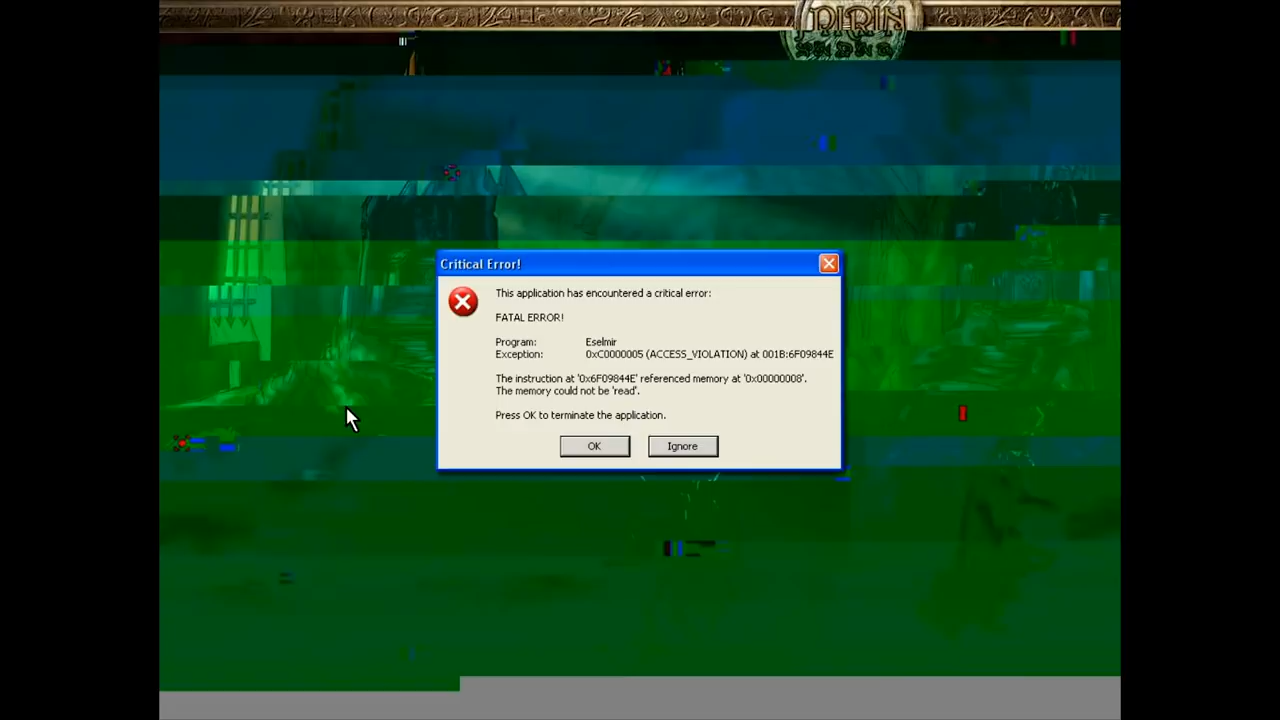 PIRIN
Critical Error!
This application has encountered a critical error:
FATAL ERROR!
Program: Eselmir
Exception: 0xC0000005 (ACCESS_VIOLATION) at 001B:6F09844E
The instruction at '0x6F09844E' referenced memory at '0x00000008'.
The memory could not be 'read'.
Press OK to terminate the application.
OK Ignore